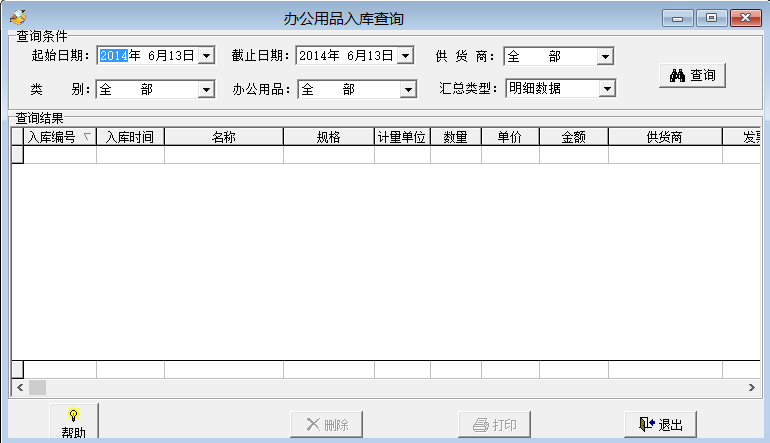 办公用品入库查询
查询条件
起始日期: 2014年 6月13日 截止日期: 2014年 6月13日 供 货 商: 全 部
类 别: 全 部 办公用品: 全 部 汇总类型: 明细数据 查询
查询结果
入库编号 入库时间 名称 规格 计量单位 数量 单价 金额 供货商 发票
帮助 删除 打印 退出